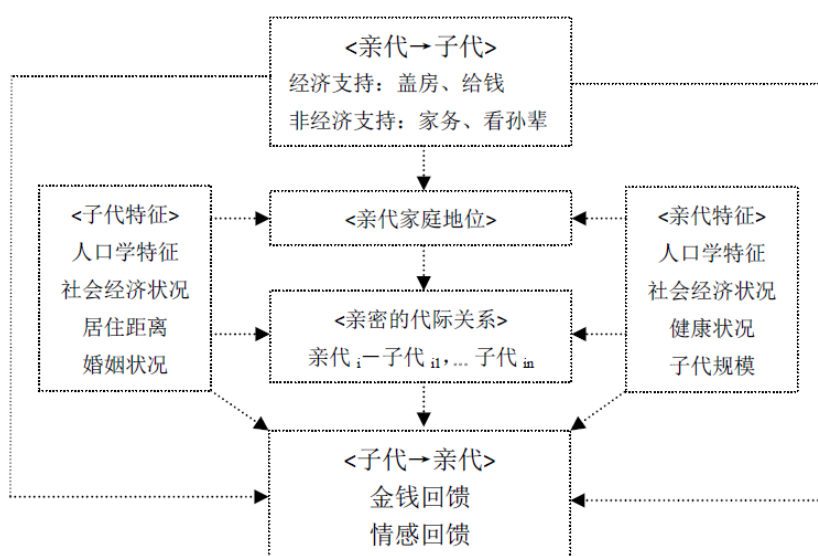 <亲代→子代>
经济支持：盖房、给钱
非经济支持：家务、看孙辈
<子代特征>
人口学特征
社会经济状况
居住距离
婚姻状况
<亲代家庭地位>
<亲密的代际关系>
亲代 i—子代 i1，… 子代 in
<亲代特征>
人口学特征
社会经济状况
健康状况
子代规模
<子代→亲代>
金钱回馈
情感回馈